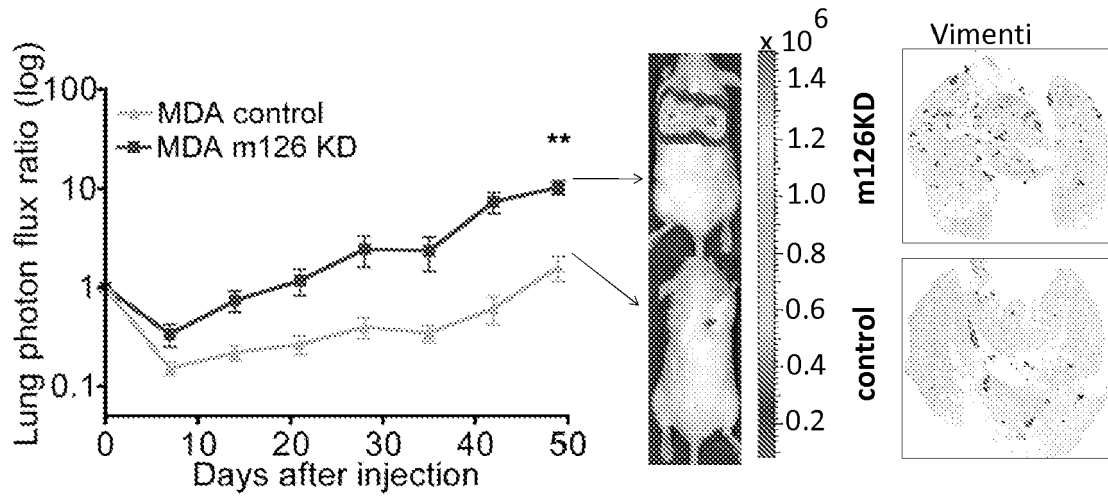 Lung photon flux ratio (log)
100
10
1
0,1
MDA control
MDA m126 KD
**
0 10 20 30 40 50
Days after injection
x 10 6
1.4
1.2
1.0
0.8
0.6
0.4
0.2
Vimenti
m126KD
control